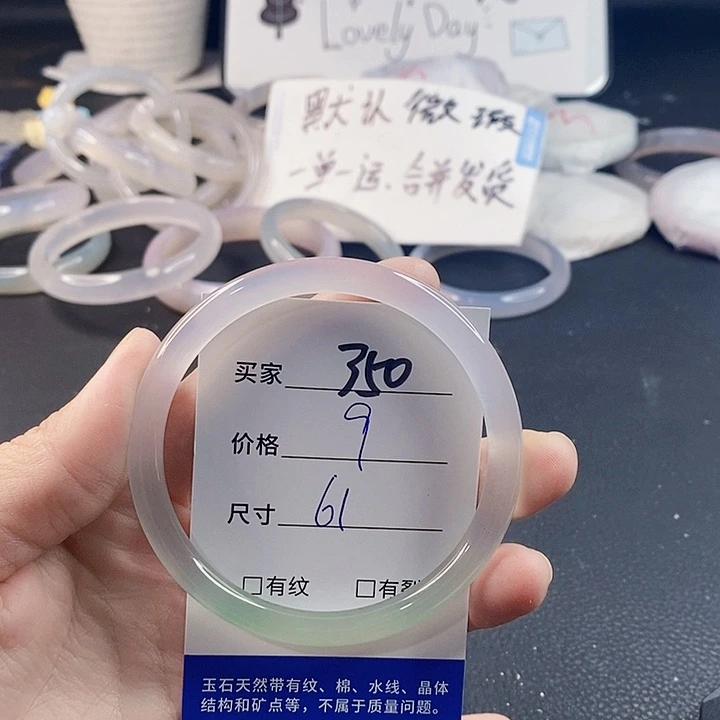 Lovely Day
默认微瑕
一单一运.合并发货
买家 350
价格 9
尺寸 61
□有纹 □有裂
玉石天然带有纹、棉、水线、晶体
结构和矿点等，不属于质量问题。